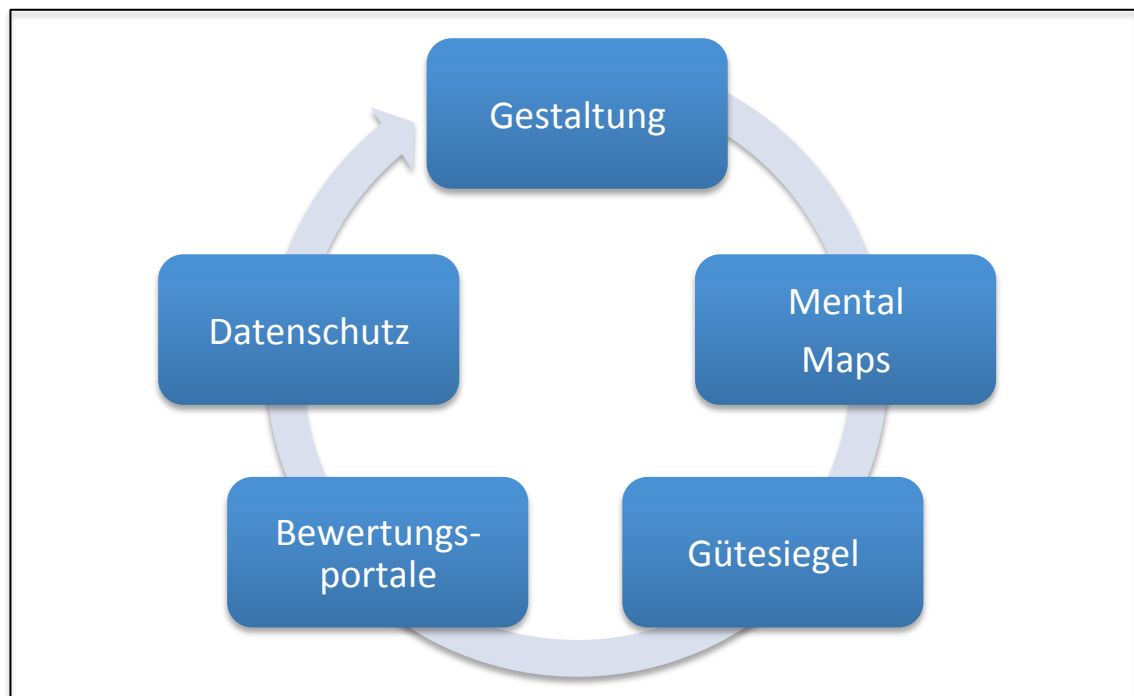 Gestaltung
Mental
Maps
Gütesiegel
Bewertungs-
portale
Datenschutz